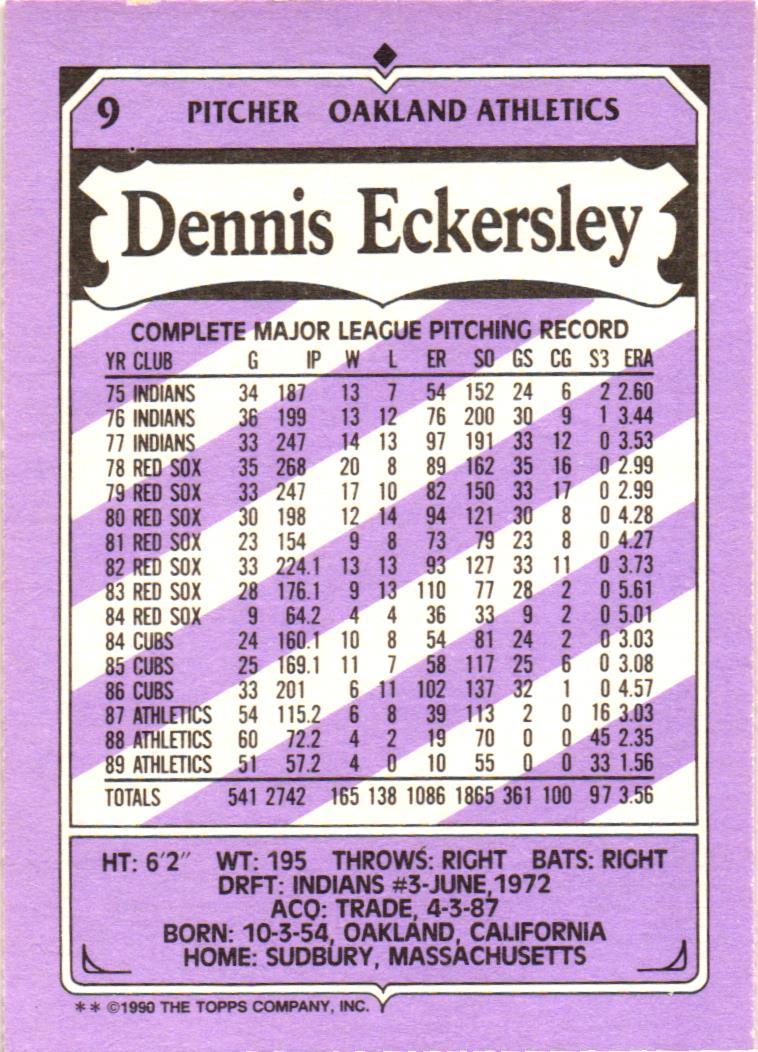 9 PITCHER OAKLAND ATHLETICS
Dennis Eckersley
COMPLETE MAJOR LEAGUE PITCHING RECORD
YR CLUB G IP W L ER SO GS CG S3 ERA
75 INDIANS 34 187 13 7 54 152 24 6 2 2.60
76 INDIANS 36 199 13 12 76 200 30 9 1 3.44
77 INDIANS 33 247 14 13 97 191 33 12 0 3.53
78 RED SOX 35 268 20 8 89 162 35 16 0 2.99
79 RED SOX 33 247 17 10 82 150 33 17 0 2.99
80 RED SOX 30 198 12 14 94 121 30 8 0 4.28
81 RED SOX 23 154 9 8 73 79 23 8 0 4.27
82 RED SOX 33 224.1 13 13 93 127 33 11 0 3.73
83 RED SOX 28 176.1 9 13 110 77 28 2 0 5.61
84 RED SOX 9 64.2 4 4 36 33 9 2 0 5.01
84 CUBS 24 160.1 10 8 54 81 24 2 0 3.03
85 CUBS 25 169.1 11 7 58 117 25 6 0 3.08
86 CUBS 33 201 6 11 102 137 32 1 0 4.57
87 ATHLETICS 54 115.2 6 8 39 113 2 0 16 3.03
88 ATHLETICS 60 72.2 4 2 19 70 0 0 45 2.35
89 ATHLETICS 51 57.2 4 0 10 55 0 0 33 1.56
TOTALS 541 2742 165 138 1086 1865 361 100 97 3.56
HT: 6'2" WT: 195 THROWS: RIGHT BATS: RIGHT
DRFT: INDIANS #3-JUNE, 1972
ACQ: TRADE, 4-3-87
BORN: 10-3-54, OAKLAND, CALIFORNIA
HOME: SUDBURY, MASSACHUSETTS
** ©1990 THE TOPPS COMPANY, INC.